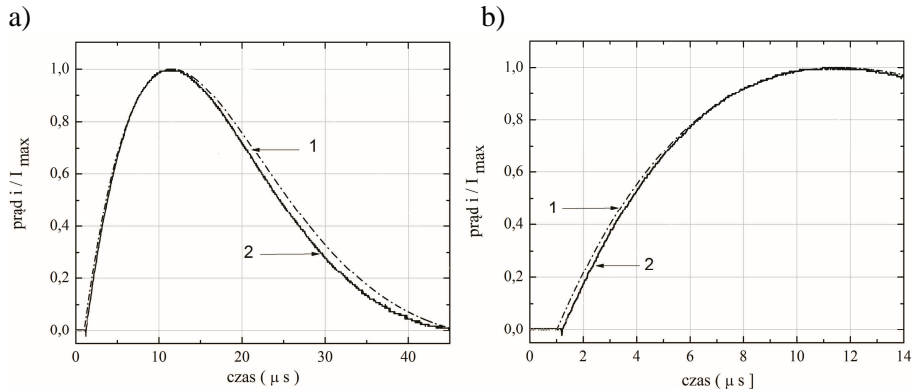 a)
prąd i / I max
1,0
0,8
0,6
0,4
0,2
0,0
1
2
0 10 20 30 40
czas ( μ s )
b)
prąd i / I max
1,0
0,8
0,6
0,4
0,2
0,0
1
2
0 2 4 6 8 10 12 14
czas ( μ s ]